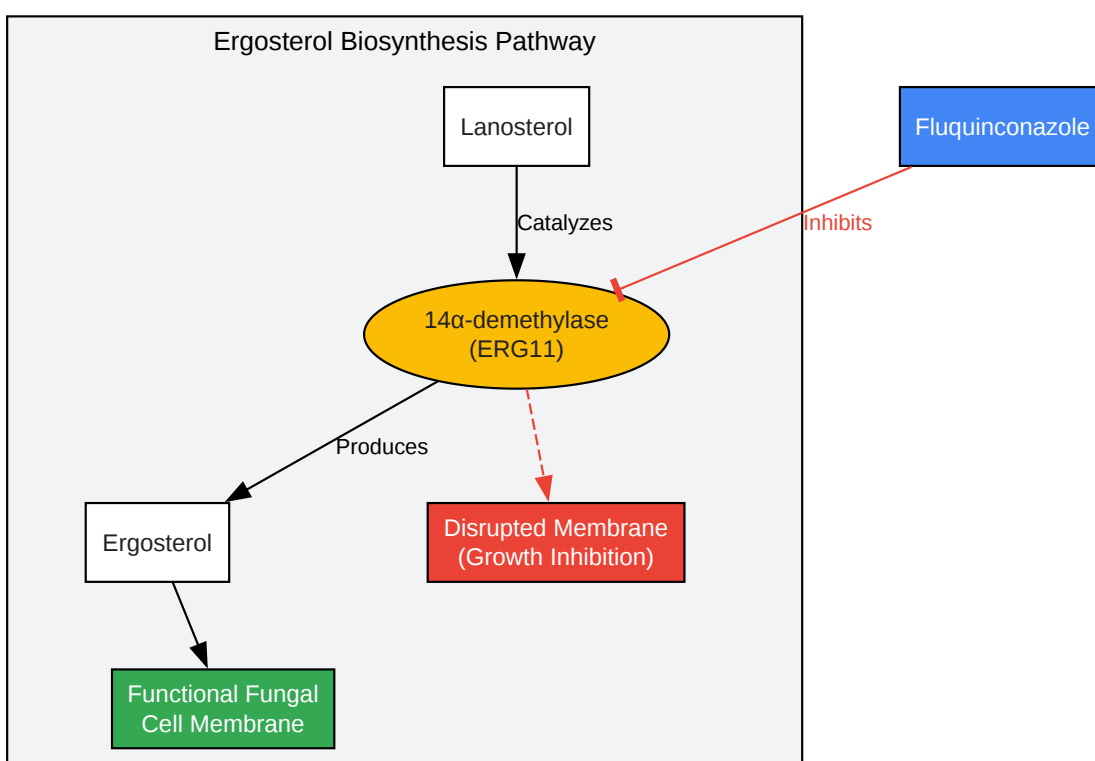 Ergosterol Biosynthesis Pathway
Lanosterol
Fluquinconazole
Catalyzes
Inhibits
14α-demethylase
(ERG11)
Produces
Ergosterol
Disrupted Membrane
(Growth Inhibition)
Functional Fungal
Cell Membrane